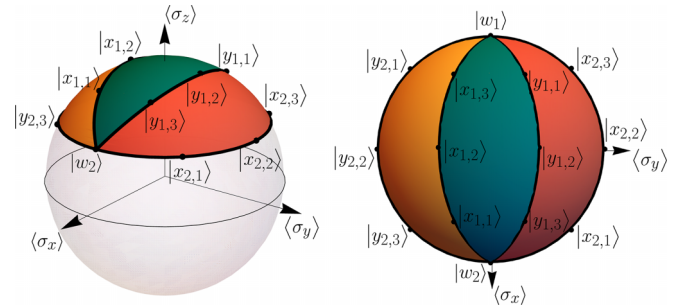 ⟨σz⟩
|x1,2⟩
|y1,1⟩
|x1,1⟩
|y1,2⟩
|x2,3⟩
|y2,3⟩
|y1,3⟩
|w2⟩
|x2,2⟩
|x2,1⟩
⟨σx⟩
⟨σy⟩
|w1⟩
|y2,1⟩
|x2,3⟩
|x1,3⟩
|y1,1⟩
|x2,2⟩
|y2,2⟩
|x1,2⟩
|y1,2⟩
⟨σy⟩
|y2,3⟩
|x1,1⟩
|y1,3⟩
|x2,1⟩
|w2⟩
⟨σx⟩